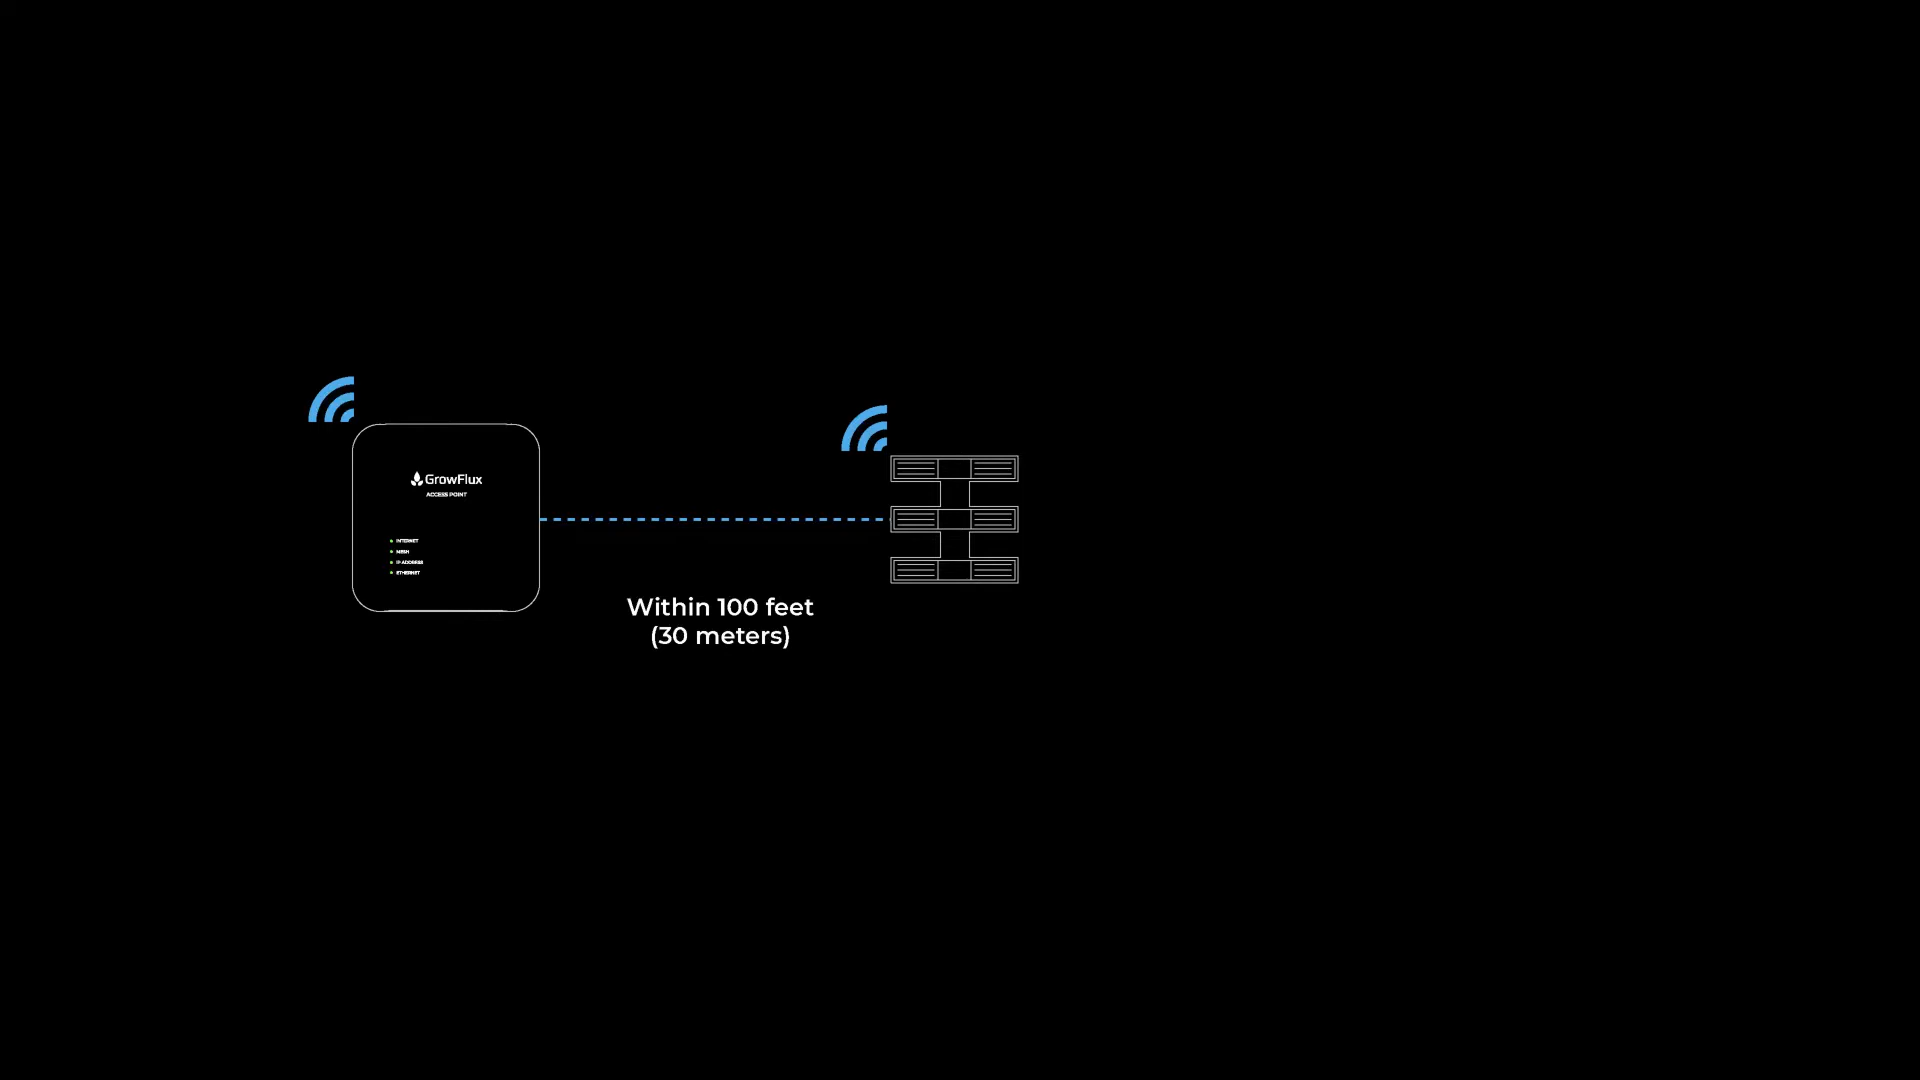 GrowFlux
ACCESS POINT
INTERNET
MESH
IP ADDRESS
ETHERNET
Within 100 feet
(30 meters)